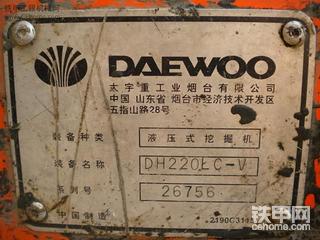 DAEWOO
大宇重工业烟台有限公司
中国 山东省 烟台市经济技术开发区
五指山路28号
装备种类 液压式挖掘机
装备名称 DH220LC-V
系列号 26756
中国制造
铁甲网